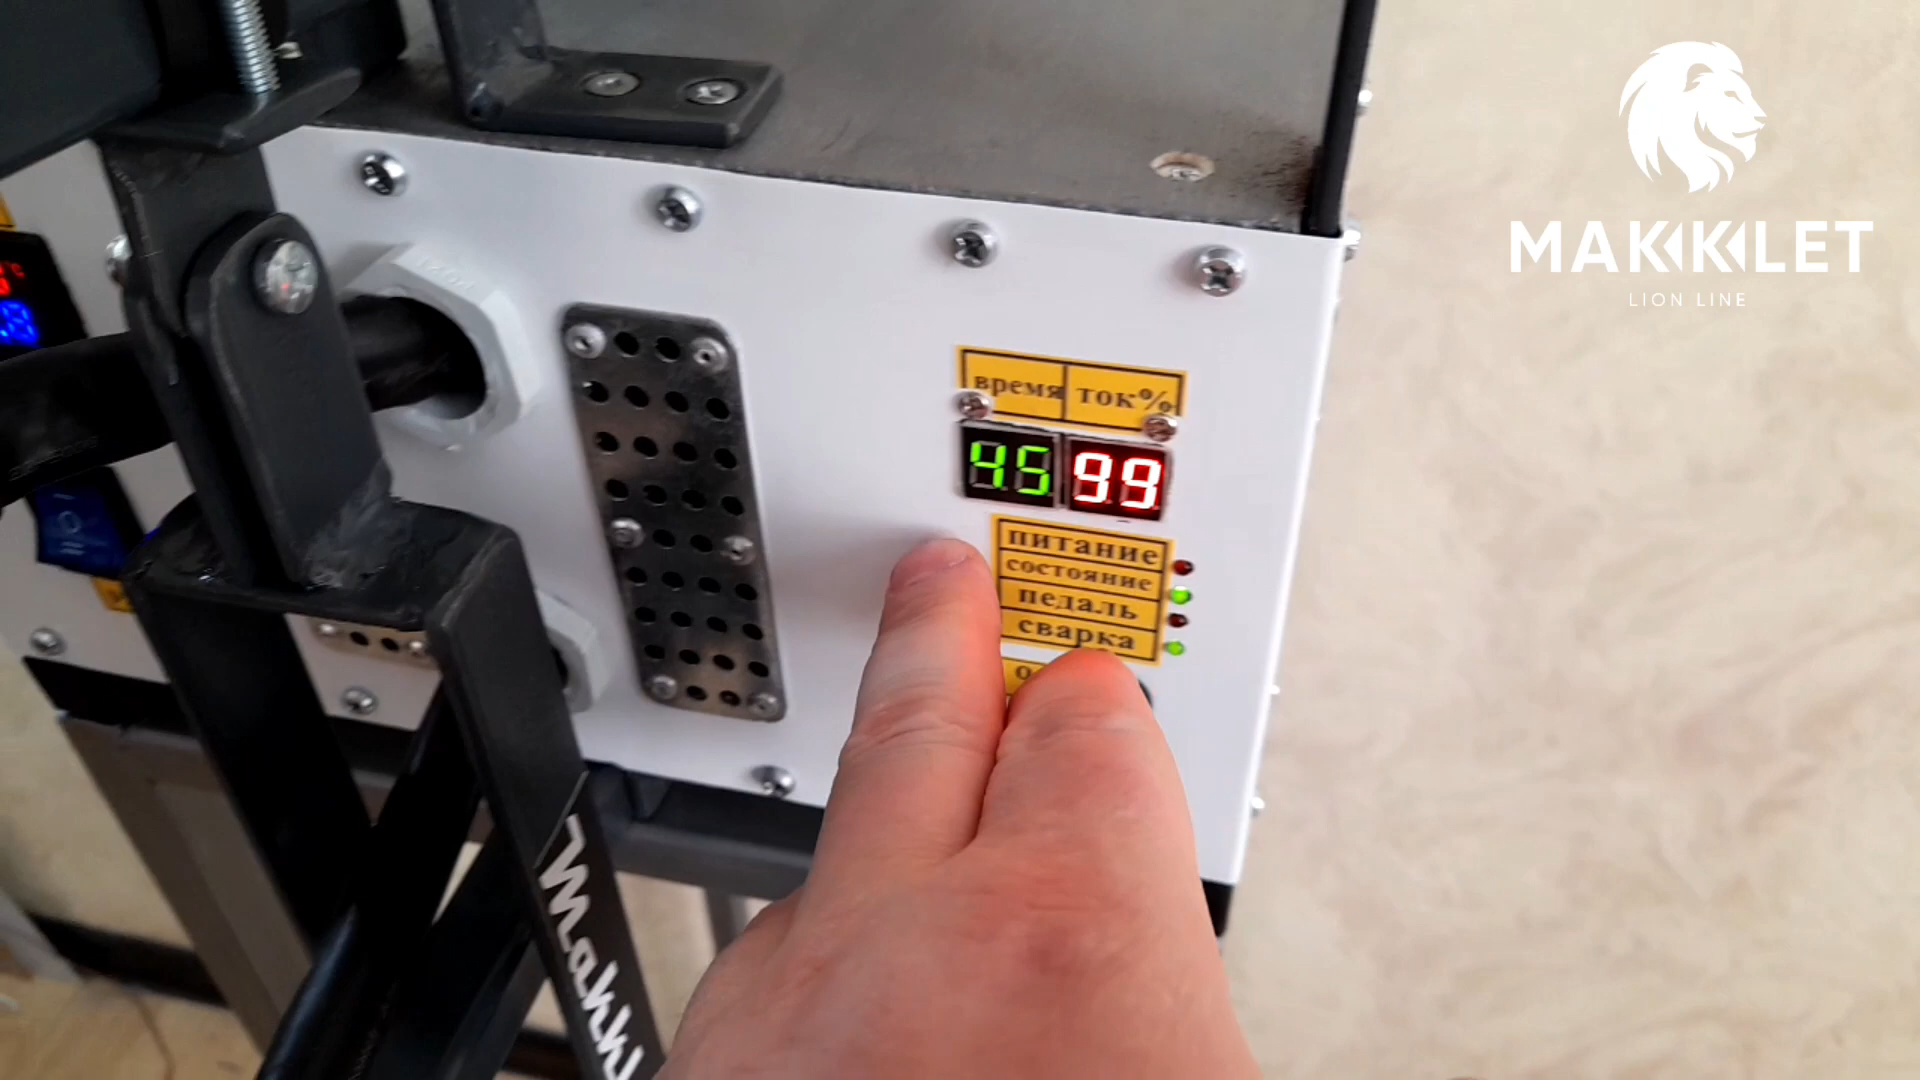 MAKKLET
LION LINE
время ток%
45 99
питание
состояние
педаль
сварка